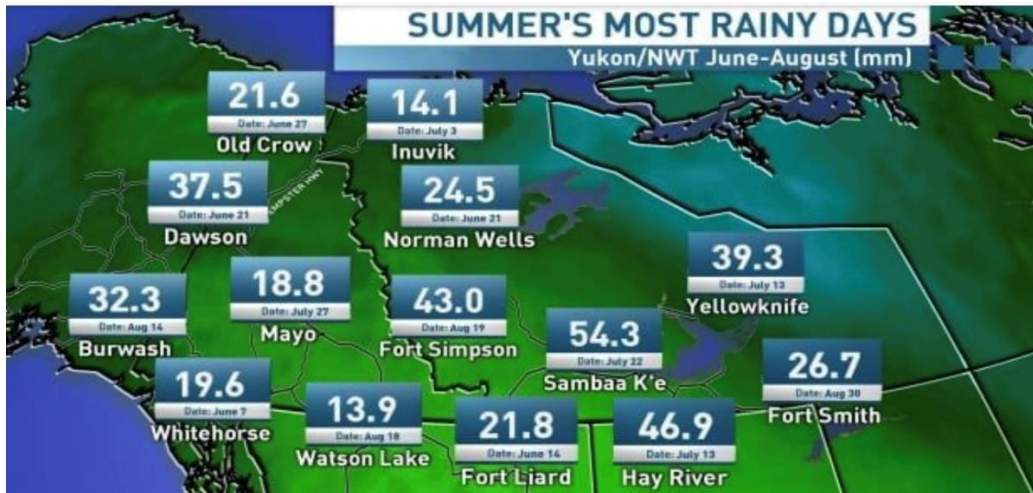 SUMMER'S MOST RAINY DAYS
Yukon/NWT June-August (mm)
21.6
Date: June 27
Old Crow
14.1
Date: July 3
Inuvik
37.5
Date: June 21
Dawson
EMPSTER HWY
24.5
Date: June 21
Norman Wells
39.3
Date: July 13
Yellowknife
32.3
Date: Aug 14
Burwash
18.8
Date: July 27
Mayo
43.0
Date: Aug 19
Fort Simpson
54.3
Date: July 22
Sambaa K'e
26.7
Date: Aug 30
Fort Smith
19.6
Date: June 7
Whitehorse
13.9
Date: Aug 18
Watson Lake
21.8
Date: June 14
Fort Liard
46.9
Date: July 13
Hay River